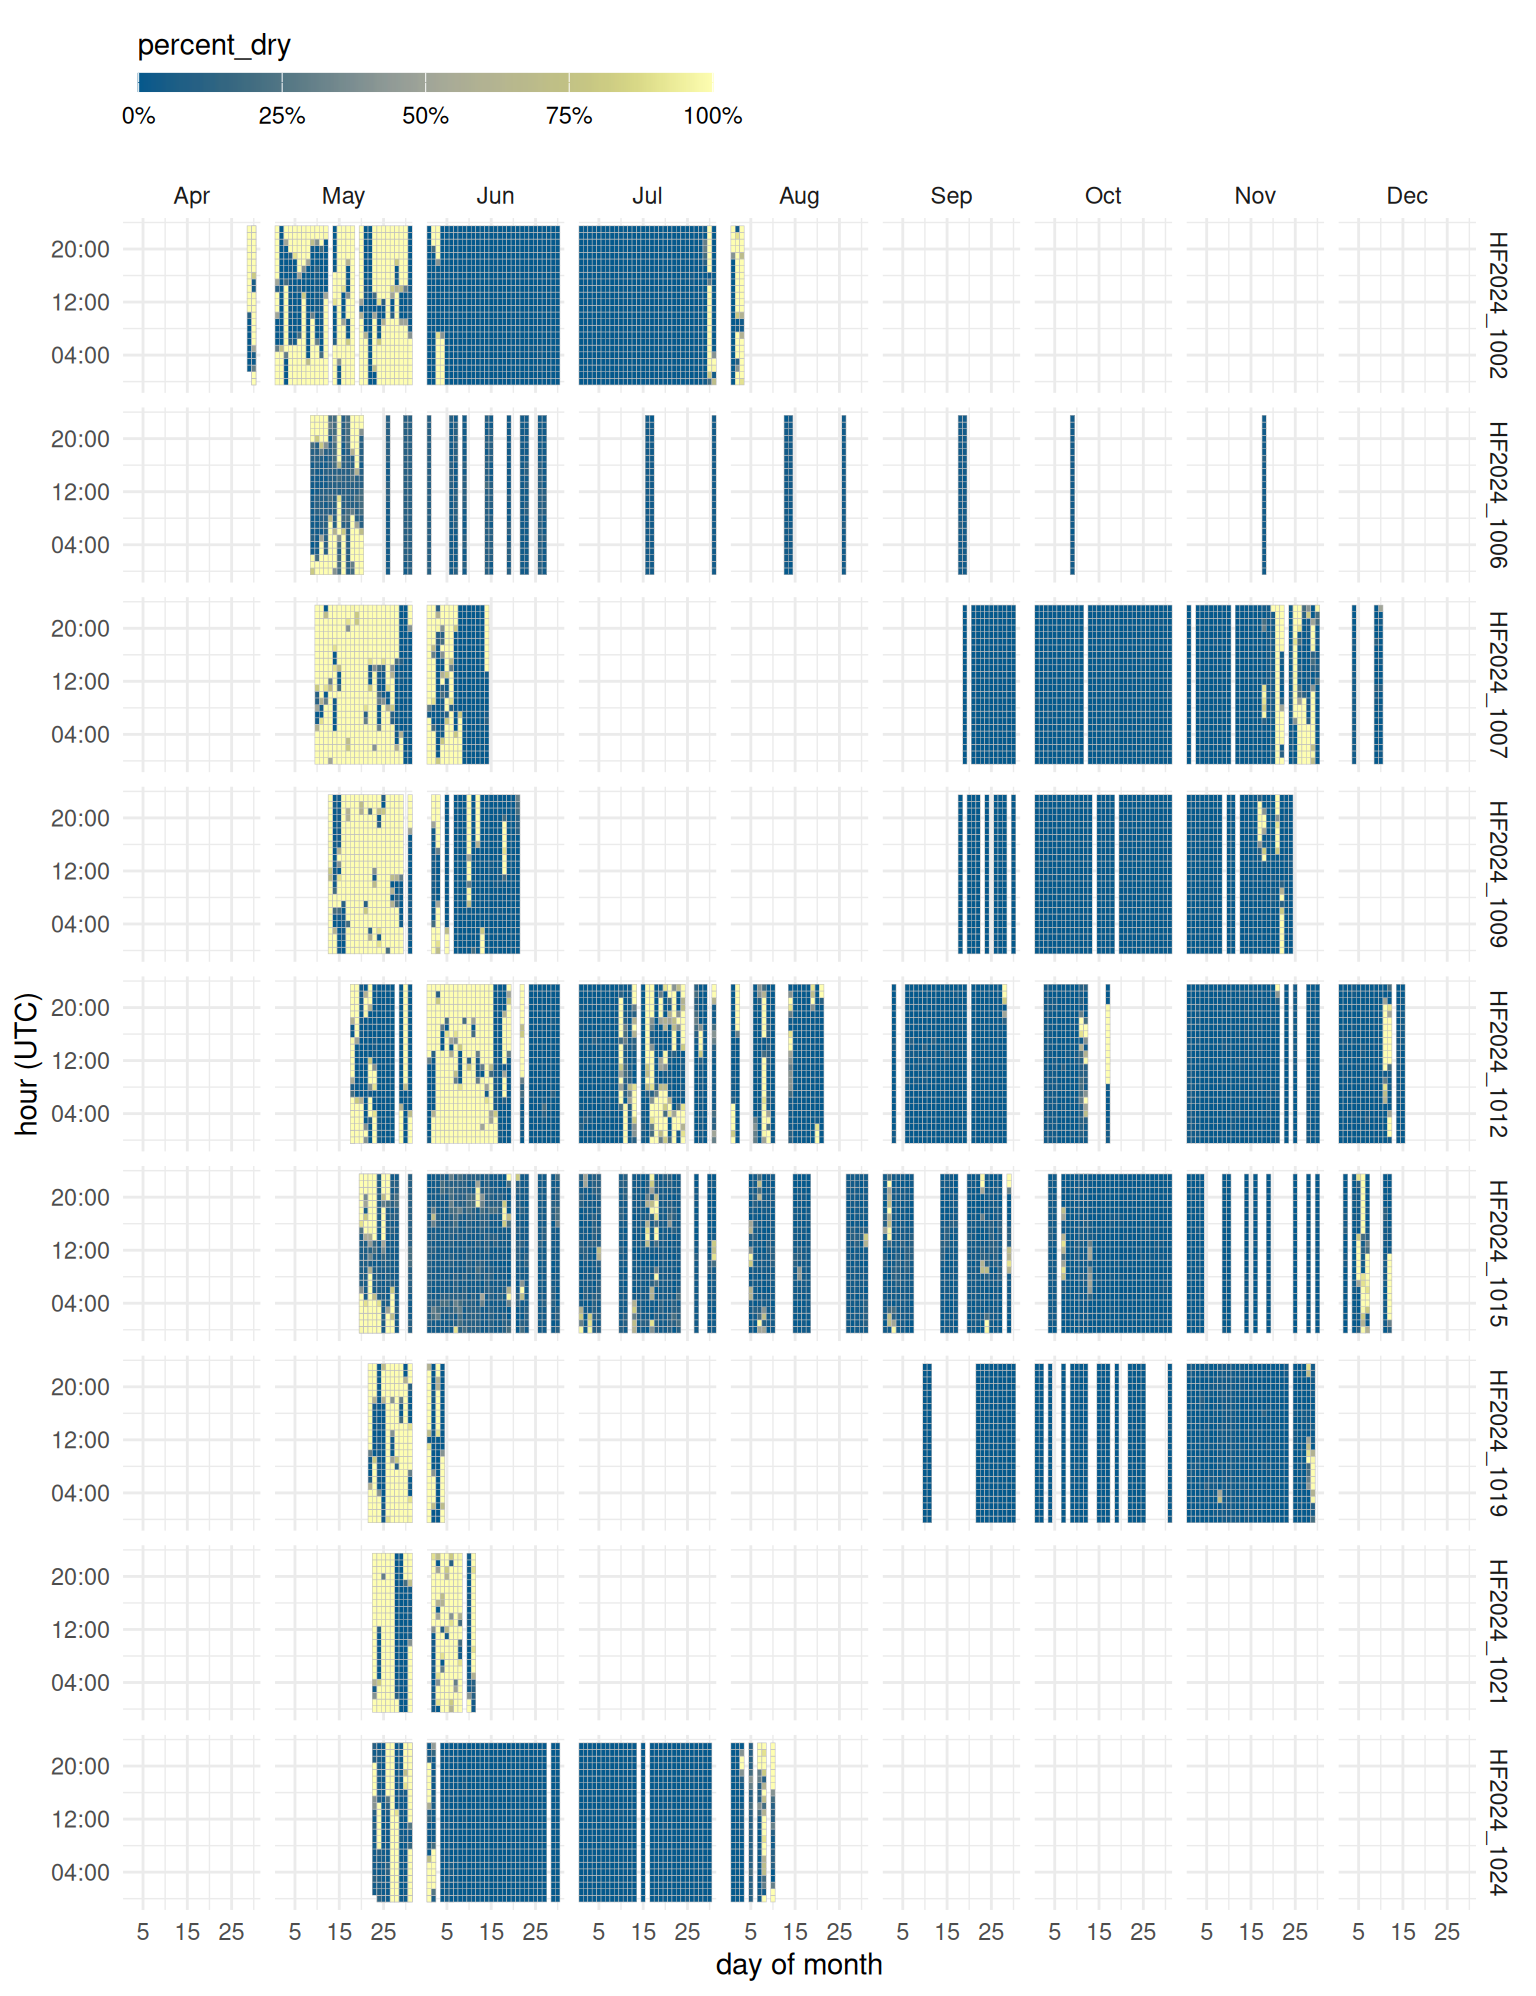 percent_dry
0% 25% 50% 75% 100%
Apr May Jun Jul Aug Sep Oct Nov Dec
20:00
12:00
04:00
HF2024_1002
20:00
12:00
04:00
HF2024_1006
20:00
12:00
04:00
HF2024_1007
20:00
12:00
04:00
HF2024_1009
20:00
12:00
04:00
HF2024_1012
20:00
12:00
04:00
HF2024_1015
20:00
12:00
04:00
HF2024_1019
20:00
12:00
04:00
HF2024_1021
20:00
12:00
04:00
HF2024_1024
hour (UTC)
5 15 25 5 15 25 5 15 25 5 15 25 5 15 25 5 15 25 5 15 25 5 15 25 5 15 25
day of month